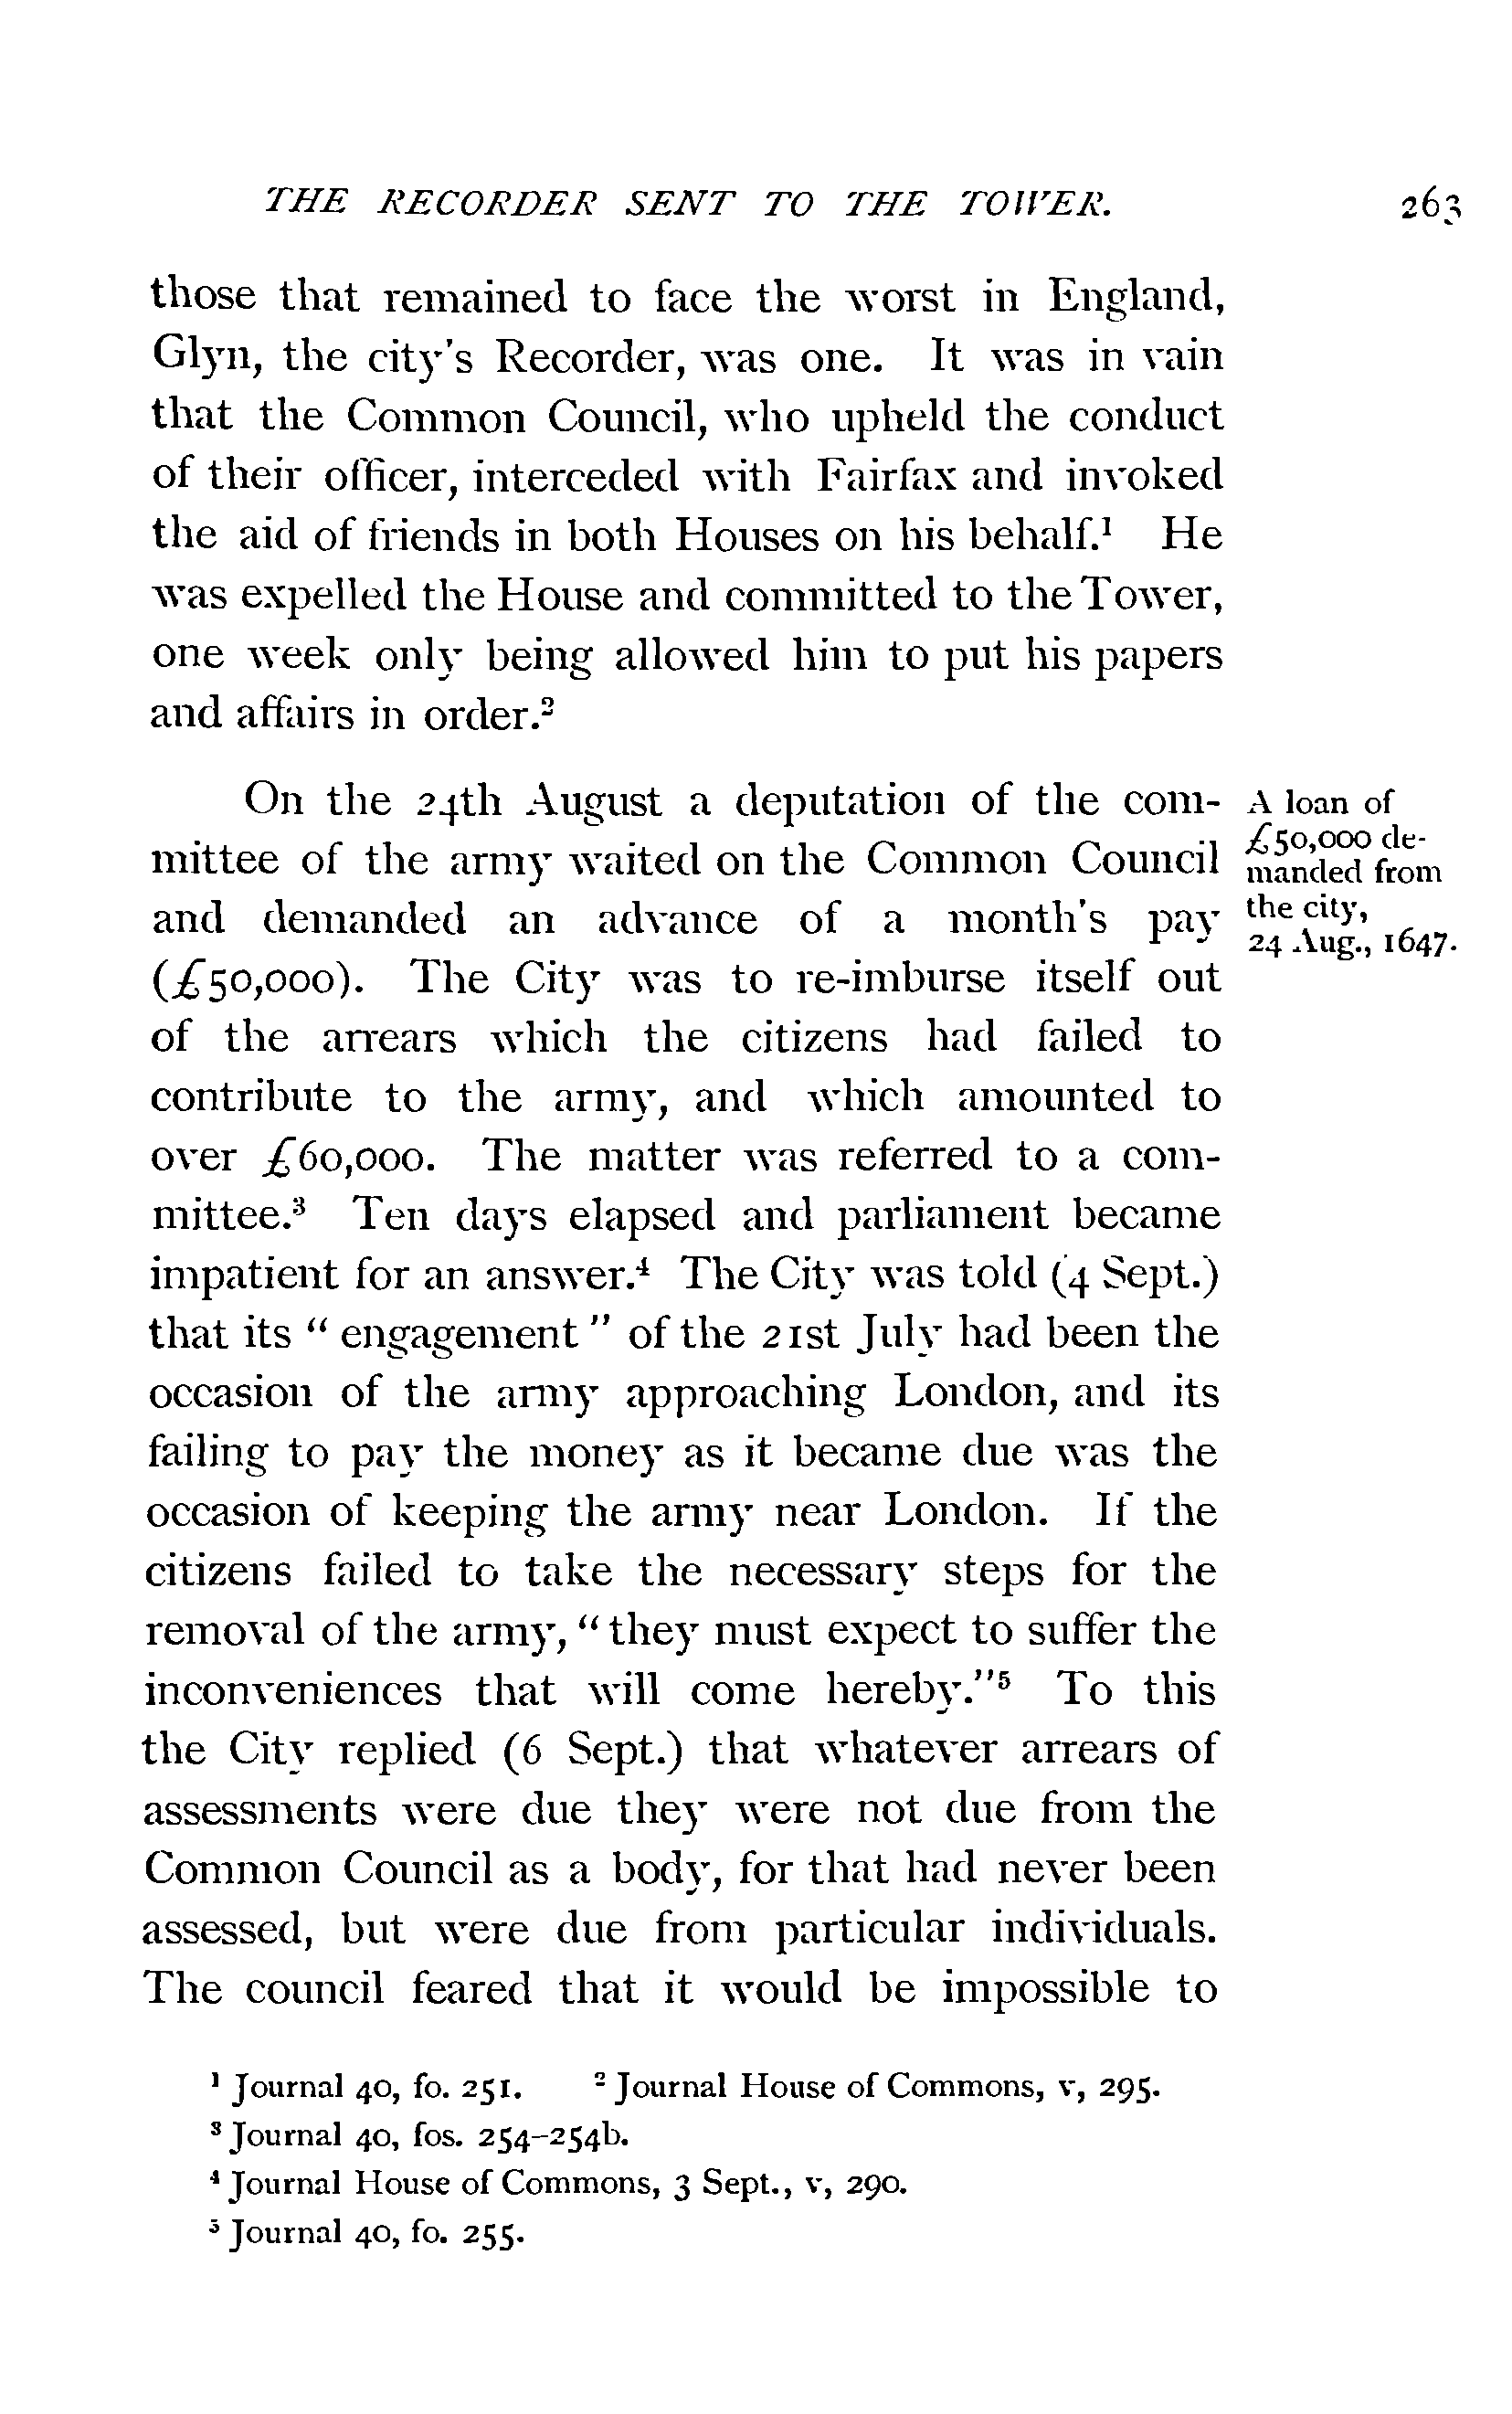 THE RECORDER SENT TO THE TOWER. 263
those that remained to face the worst in England,
Glyn, the city's Recorder, was one. It was in vain
that the Common Council, who upheld the conduct
of their officer, interceded with Fairfax and invoked
the aid of friends in both Houses on his behalf.¹ He
was expelled the House and committed to the Tower,
one week only being allowed him to put his papers
and affairs in order.²
On the 24th August a deputation of the com-
mittee of the army waited on the Common Council
and demanded an advance of a month's pay
(£50,000). The City was to re-imburse itself out
of the arrears which the citizens had failed to
contribute to the army, and which amounted to
over £60,000. The matter was referred to a com-
mittee.³ Ten days elapsed and parliament became
impatient for an answer.⁴ The City was told (4 Sept.)
that its " engagement " of the 21st July had been the
occasion of the army approaching London, and its
failing to pay the money as it became due was the
occasion of keeping the army near London. If the
citizens failed to take the necessary steps for the
removal of the army, " they must expect to suffer the
inconveniences that will come hereby."⁵ To this
the City replied (6 Sept.) that whatever arrears of
assessments were due they were not due from the
Common Council as a body, for that had never been
assessed, but were due from particular individuals.
The council feared that it would be impossible to
A loan of
£50,000 de-
manded from
the city,
24 Aug., 1647.
¹ Journal 40, fo. 251. ² Journal House of Commons, v, 295.
³ Journal 40, fos. 254–254b.
⁴ Journal House of Commons, 3 Sept., v, 290.
⁵ Journal 40, fo. 255.